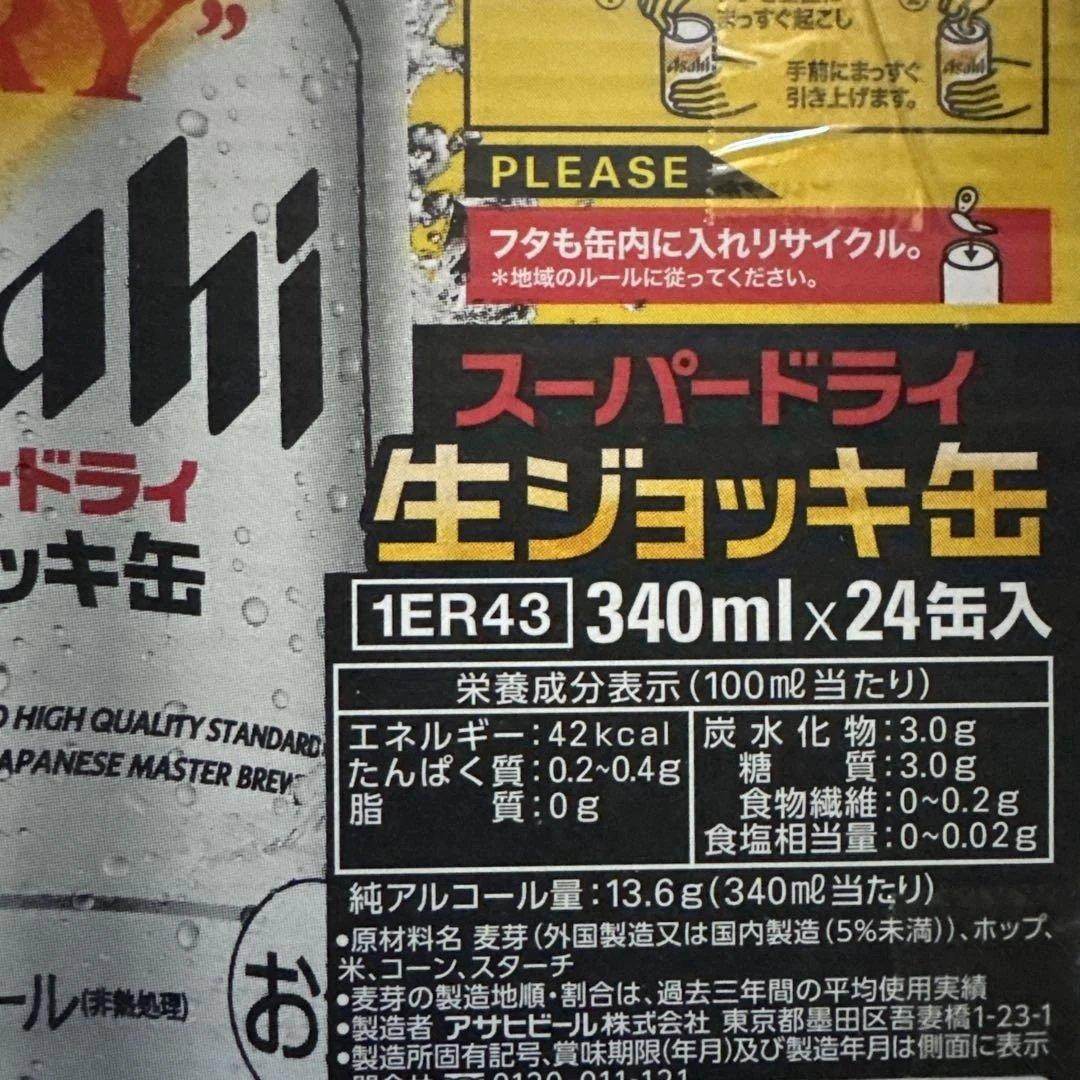 RY”
まっすぐ起こし
手前にまっすぐ
引き上げます。
Asahi
Asahi
PLEASE
フタも缶内に入れリサイクル。
*地域のルールに従ってください。
ahi
ードライ
ッキ缶
スーパードライ
生ジョッキ缶
1ER43 340ml×24缶入
栄養成分表示(100㎖当たり)
エネルギー:42kcal
たんぱく質:0.2~0.4g
脂質:0g
炭水化物:3.0g
糖質:3.0g
食物繊維:0~0.2g
食塩相当量:0~0.02g
純アルコール量:13.6g(340㎖当たり)
•原材料名 麦芽(外国製造又は国内製造(5%未満))、ホップ、
米、コーン、スターチ
•麦芽の製造地順・割合は、過去三年間の平均使用実績
•製造者 アサヒビール株式会社 東京都墨田区吾妻橋1-23-1
•製造所固有記号、賞味期限(年月)及び製造年月は側面に表示
0120-011-121
HIGH QUALITY STANDARD
JAPANESE MASTER BREW
ール(非熱処理)
お